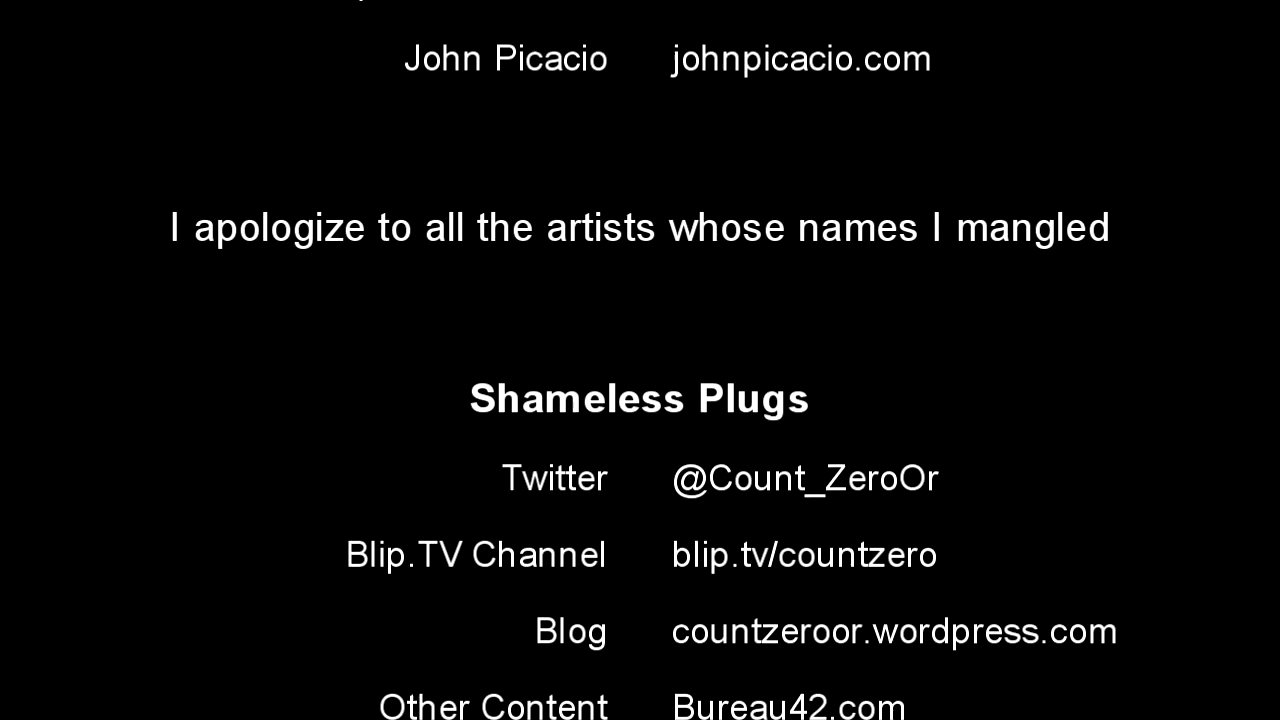 John Picacio johnpicacio.com
I apologize to all the artists whose names I mangled
Shameless Plugs
Twitter @Count_ZeroOr
Blip.TV Channel blip.tv/countzero
Blog countzeroor.wordpress.com
Other Content Bureau42.com